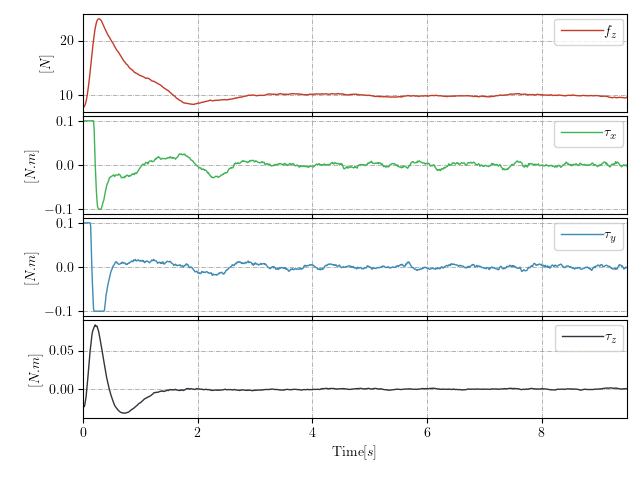 20
10
[N]
f_z
0.1
0.0
−0.1
[N.m]
τ_x
0.1
0.0
−0.1
[N.m]
τ_y
0.05
0.00
[N.m]
τ_z
0 2 4 6 8
Time[s]